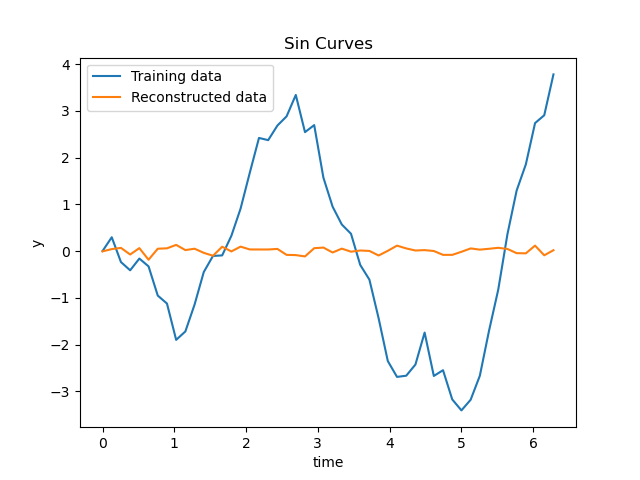 Sin Curves
Training data
Reconstructed data
4
3
2
1
0
−1
−2
−3
y
0 1 2 3 4 5 6
time